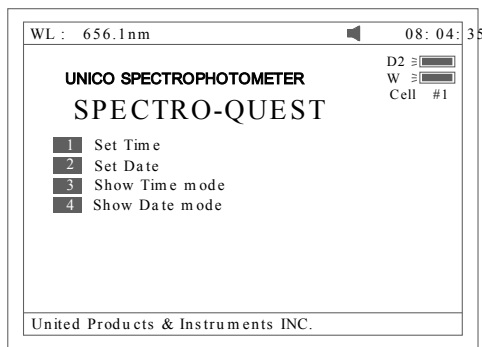 WL: 656.1nm 08:04:35
D2
UNICO SPECTROPHOTOMETER
W
SPECTRO-QUEST
Cell #1
1 Set Time
2 Set Date
3 Show Time mode
4 Show Date mode
United Products & Instruments INC.